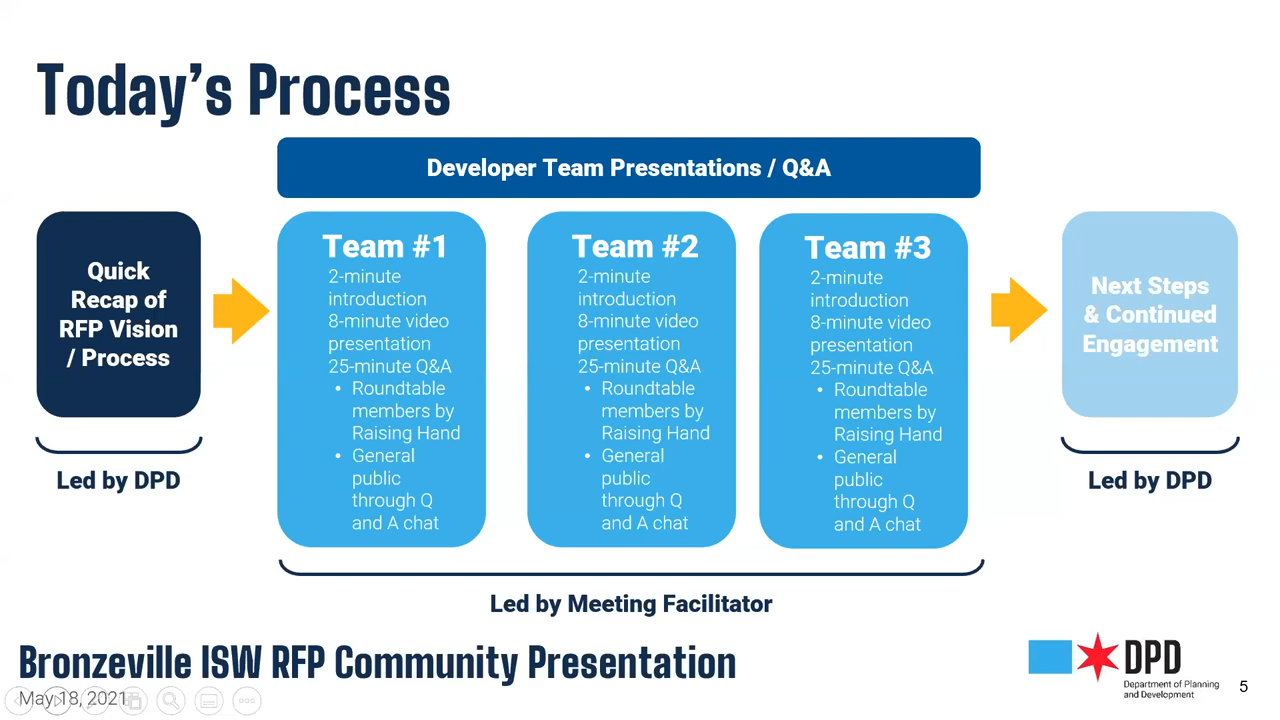 Today's Process
Developer Team Presentations / Q&A
Quick
Recap of
RFP Vision
/ Process
Led by DPD
Team #1
2-minute
introduction
8-minute video
presentation
25-minute Q&A
• Roundtable
members by
Raising Hand
• General
public
through Q
and A chat
Team #2
2-minute
introduction
8-minute video
presentation
25-minute Q&A
• Roundtable
members by
Raising Hand
• General
public
through Q
and A chat
Team #3
2-minute
introduction
8-minute video
presentation
25-minute Q&A
• Roundtable
members by
Raising Hand
• General
public
through Q
and A chat
Led by Meeting Facilitator
Next Steps
& Continued
Engagement
Led by DPD
Bronzeville ISW RFP Community Presentation
May 18, 2021
DPD
Department of Planning
and Development
5